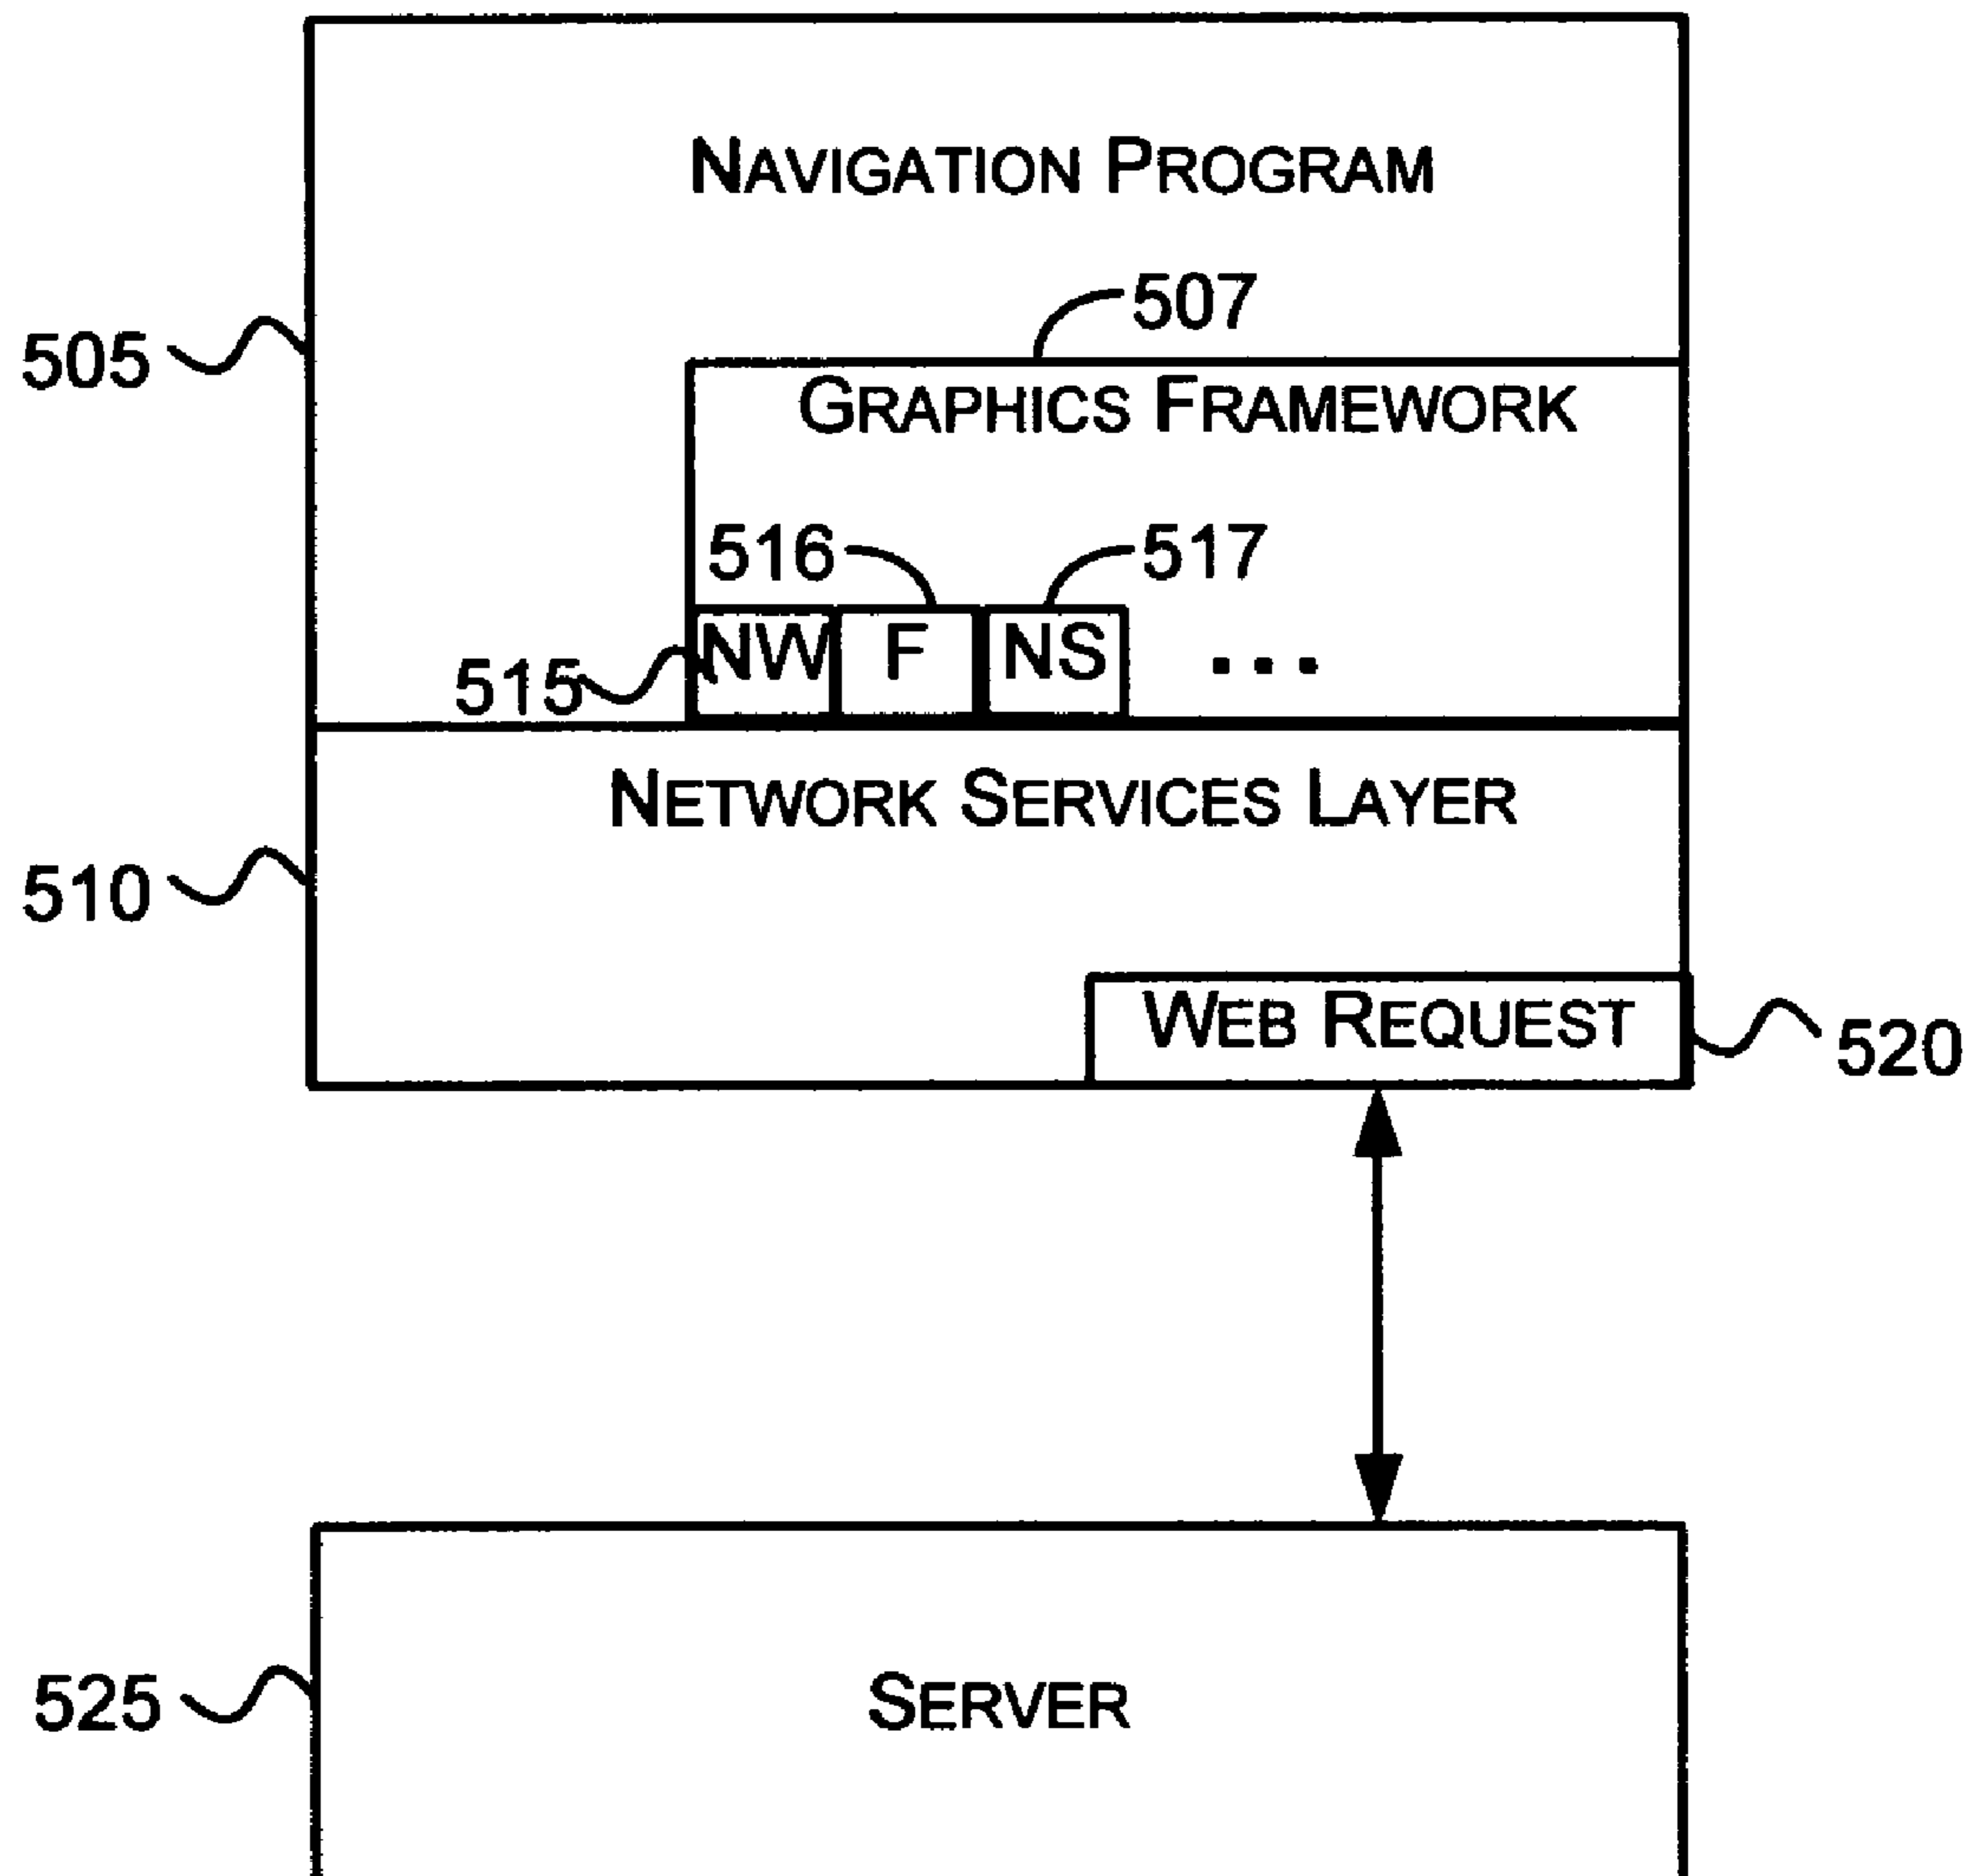 NAVIGATION PROGRAM
507
505
GRAPHICS FRAMEWORK
516 517
NW F NS ...
515
NETWORK SERVICES LAYER
510
WEB REQUEST
520
525 SERVER